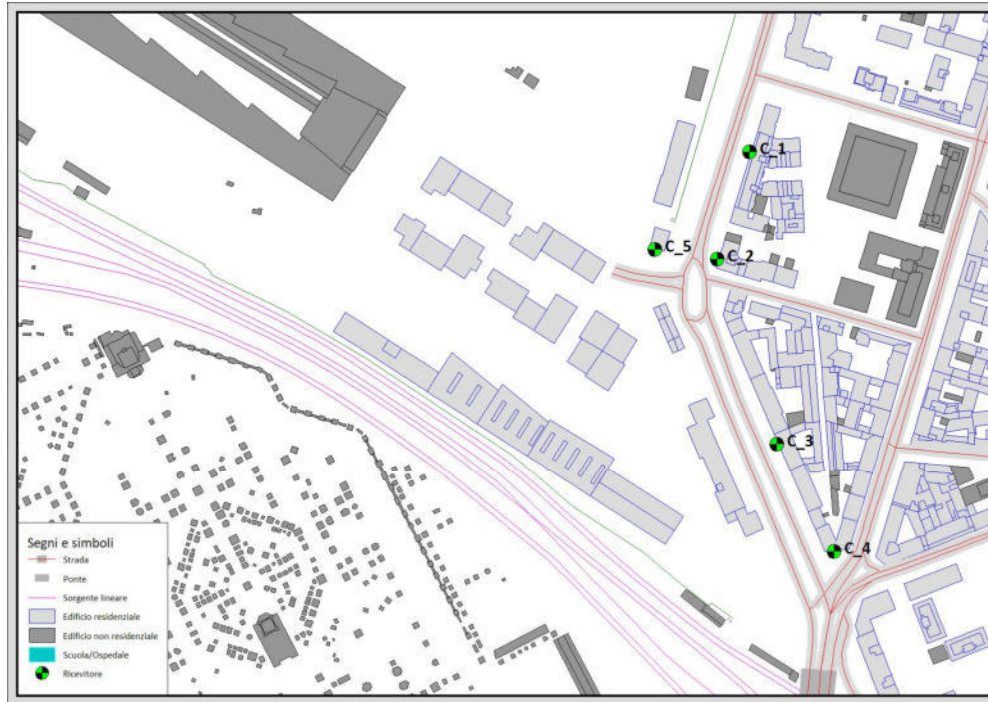 C_1
C_5
C_2
C_3
C_4
Segni e simboli
Strada
Ponte
Sorgente lineare
Edificio residenziale
Edificio non residenziale
Scuola/Ospedale
Ricevitore